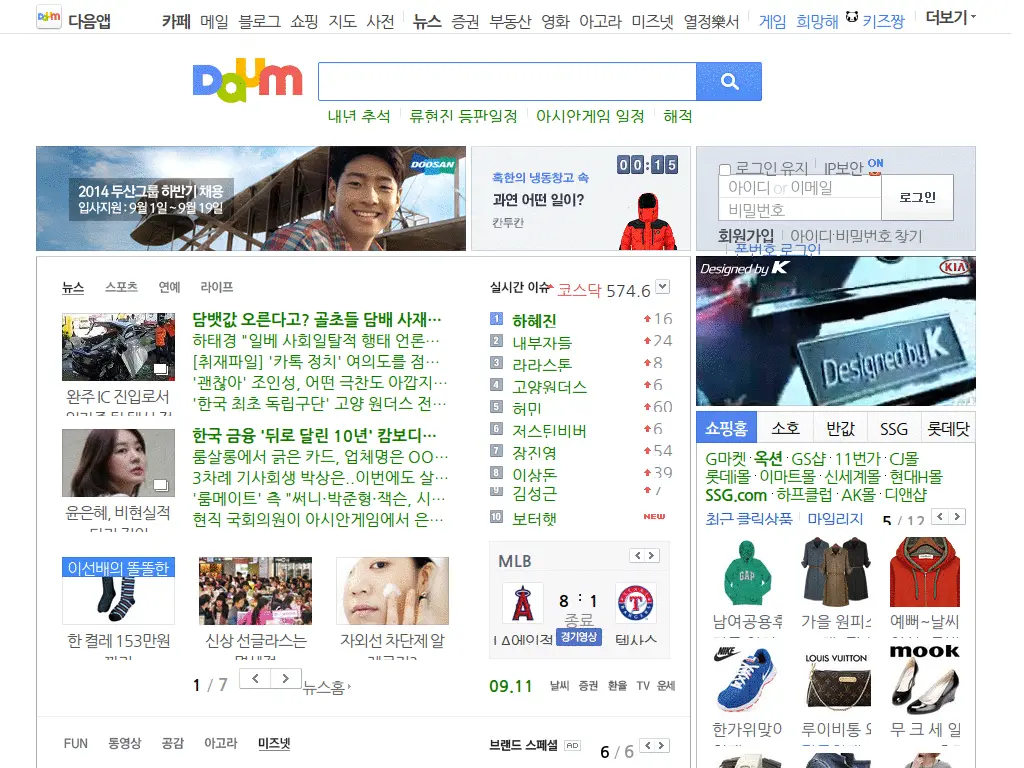 다음앱
카페 메일 블로그 쇼핑 지도 사전 뉴스 증권 부동산 영화 아고라 미즈넷 열정樂서 게임 희망해 키즈짱 더보기
Daum
내년 추석 류현진 등판일정 아시안게임 일정 해적
2014 두산그룹 하반기 채용
입사지원 : 9월 1일 ~ 9월 19일
DOOSAN
00:15
혹한의 냉동창고 속
과연 어떤 일이?
칸투칸
로그인 유지 IP보안 ON
아이디 or 이메일
비밀번호
로그인
회원가입 아이디·비밀번호 찾기
폰번호 로그인
뉴스 스포츠 연예 라이프
담뱃값 오른다고? 골초들 담배 사재…
하태경 "일베 사회일탈적 행태 언론…
[취재파일] '카톡 정치' 여의도를 점…
'괜찮아' 조인성, 어떤 극찬도 아깝지…
'한국 최초 독립구단' 고양 원더스 전…
완주 IC 진입로서
한국 금융 '뒤로 달린 10년' 캄보디…
룸살롱에서 긁은 카드, 업체명은 OO…
3차례 기사회생 박상은..이번에도 살…
'룸메이트' 측 "써니·박준형·잭슨, 시…
현직 국회의원이 아시안게임에서 은…
윤은혜, 비현실적
이선배의 똘똘한
한 켤레 153만원
신상 선글라스는
자외선 차단제 알
1 / 7 뉴스홈
실시간 이슈 코스닥 574.6
1 하혜진 16
2 내부자들 24
3 라라스톤 8
4 고양원더스 6
5 허민 60
6 저스틴비버 6
7 장진영 54
8 이상돈 39
9 김성근 7
10 보터행 NEW
MLB
8 : 1
종료
LA에인절 경기영상 텍사스
09.11 날씨 증권 환율 TV 운세
Designed by K
KIA
Designed by K
쇼핑홈 소호 반값 SSG 롯데닷
G마켓·옥션·GS샵·11번가·CJ몰
롯데몰·이마트몰·신세계몰·현대H몰
SSG.com·하프클럽·AK몰·디앤샵
최근 클릭상품 마일리지 5 / 12
GAP
남여공용후
가을 원피스
예뻐~날씨
NIKE
LOUIS VUITTON
mook
한가위맞이
루이비통
무 크 세 일
FUN 동영상 공감 아고라 미즈넷
브랜드 스페셜 AD 6 / 6